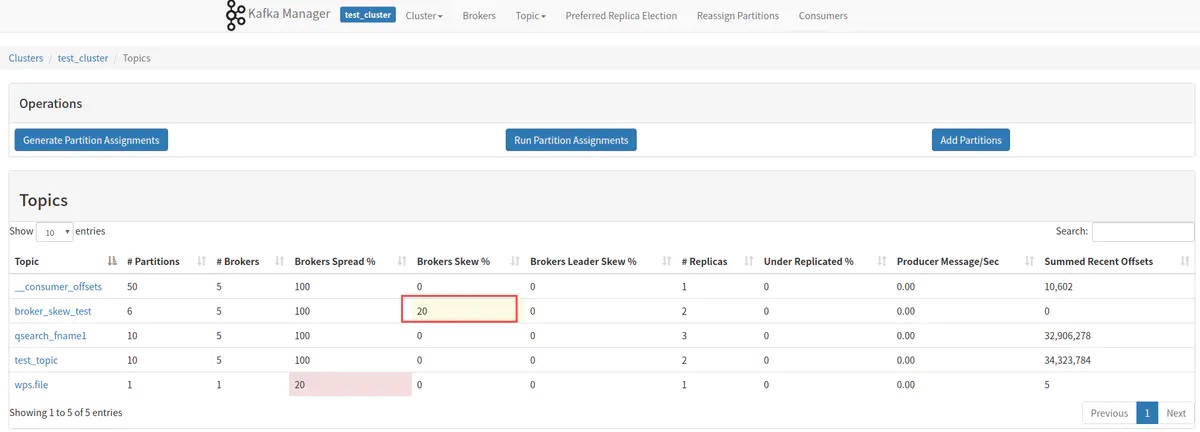 Kafka Manager test_cluster Cluster Brokers Topic Preferred Replica Election Reassign Partitions Consumers
Clusters / test_cluster / Topics
Operations
Generate Partition Assignments Run Partition Assignments Add Partitions
Topics
Show 10 entries Search:
Topic # Partitions # Brokers Brokers Spread % Brokers Skew % Brokers Leader Skew % # Replicas Under Replicated % Producer Message/Sec Summed Recent Offsets
__consumer_offsets 50 5 100 0 0 1 0 0.00 10,602
broker_skew_test 6 5 100 20 0 2 0 0.00 0
qsearch_fname1 10 5 100 0 0 3 0 0.00 32,906,278
test_topic 10 5 100 0 0 2 0 0.00 34,323,784
wps.file 1 1 20 0 0 1 0 0.00 5
Showing 1 to 5 of 5 entries Previous 1 Next